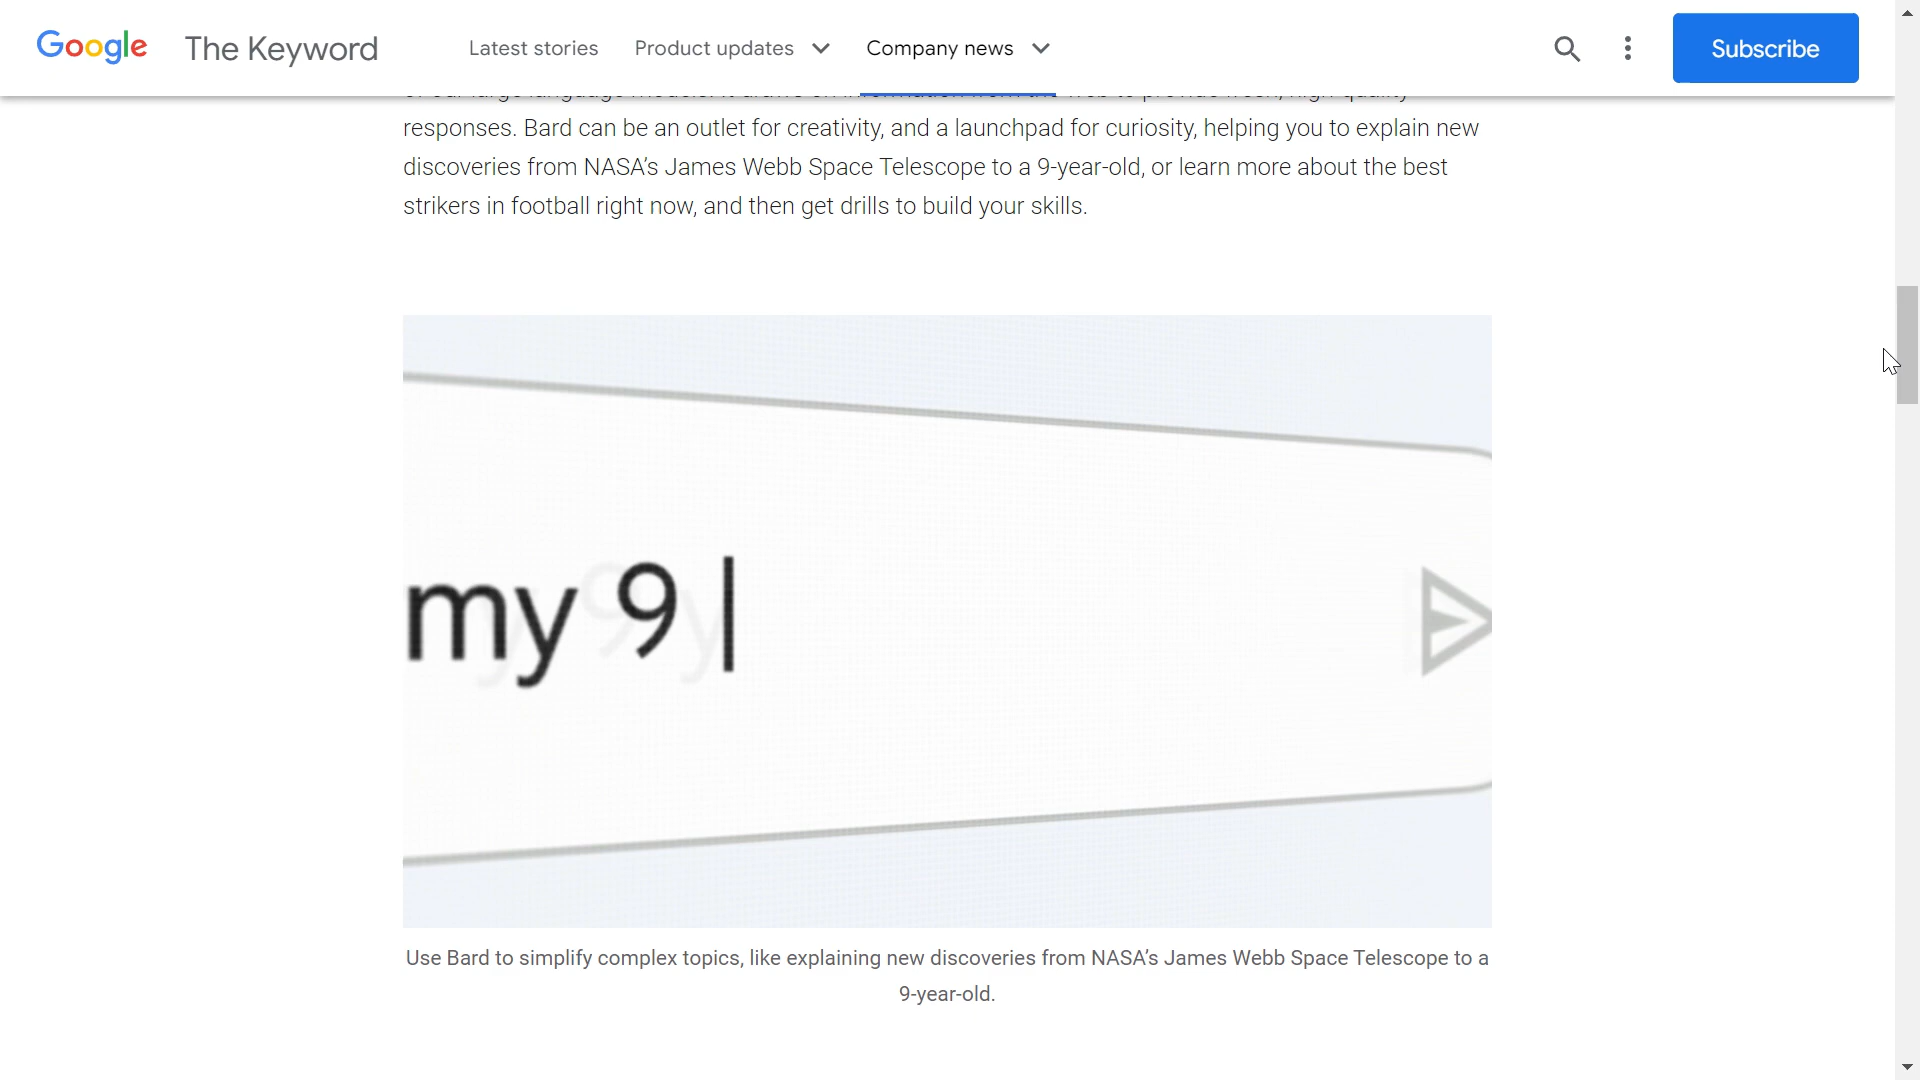 Google The Keyword Latest stories Product updates Company news Subscribe
responses. Bard can be an outlet for creativity, and a launchpad for curiosity, helping you to explain new
discoveries from NASA’s James Webb Space Telescope to a 9-year-old, or learn more about the best
strikers in football right now, and then get drills to build your skills.
my 9
Use Bard to simplify complex topics, like explaining new discoveries from NASA’s James Webb Space Telescope to a
9-year-old.